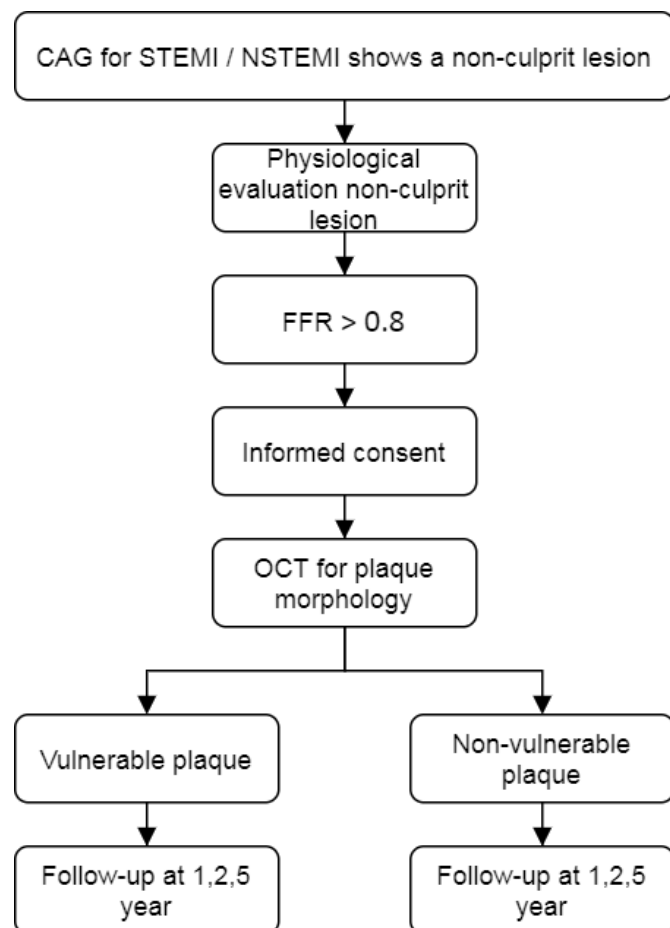 CAG for STEMI / NSTEMI shows a non-culprit lesion
Physiological
evaluation non-culprit
lesion
FFR > 0.8
Informed consent
OCT for plaque
morphology
Vulnerable plaque
Non-vulnerable
plaque
Follow-up at 1,2,5
year
Follow-up at 1,2,5
year